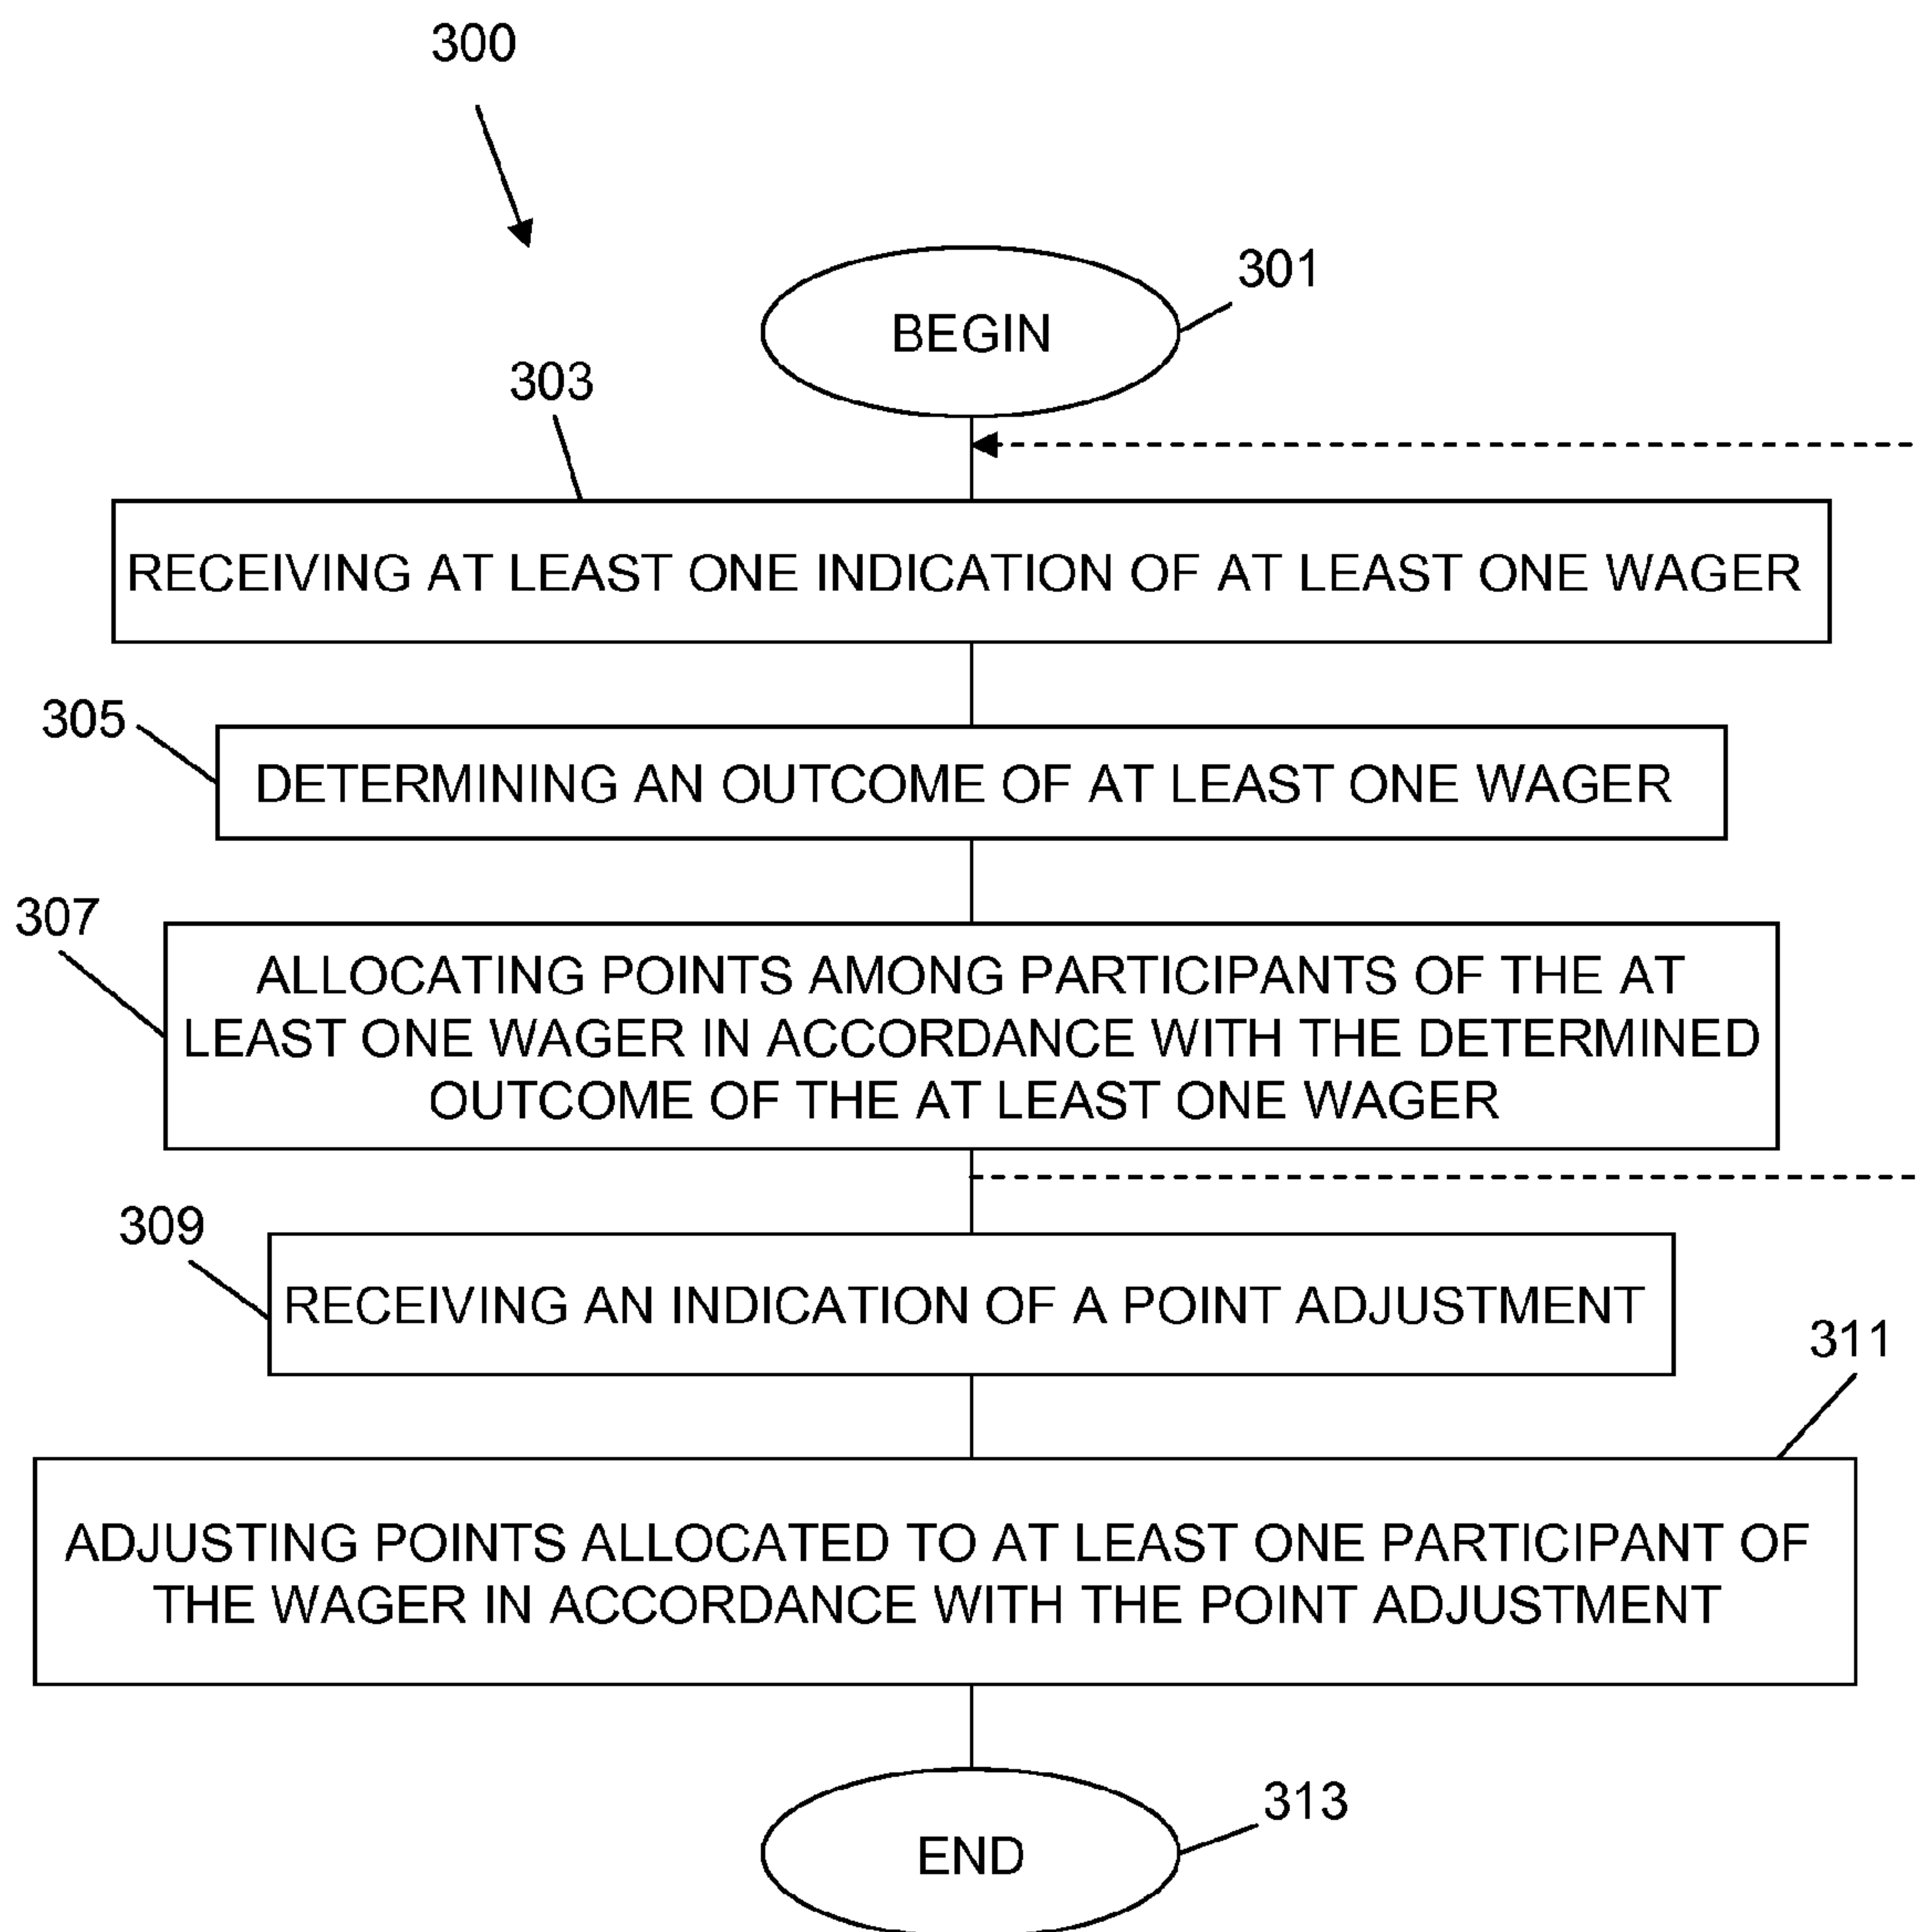 300
301
BEGIN
303
RECEIVING AT LEAST ONE INDICATION OF AT LEAST ONE WAGER
305
DETERMINING AN OUTCOME OF AT LEAST ONE WAGER
307
ALLOCATING POINTS AMONG PARTICIPANTS OF THE AT
LEAST ONE WAGER IN ACCORDANCE WITH THE DETERMINED
OUTCOME OF THE AT LEAST ONE WAGER
309
RECEIVING AN INDICATION OF A POINT ADJUSTMENT
311
ADJUSTING POINTS ALLOCATED TO AT LEAST ONE PARTICIPANT OF
THE WAGER IN ACCORDANCE WITH THE POINT ADJUSTMENT
313
END